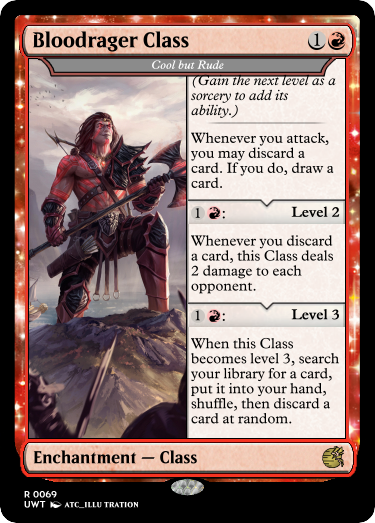 Bloodrager Class 1
Cool but Rude
(Gain the next level as a
sorcery to add its
ability.)
Whenever you attack,
you may discard a
card. If you do, draw a
card.
1 : Level 2
Whenever you discard
a card, this Class deals
2 damage to each
opponent.
1 : Level 3
When this Class
becomes level 3, search
your library for a card,
put it into your hand,
shuffle, then discard a
card at random.
Enchantment — Class
R 0069
UWT ATC_ILLU TRATION